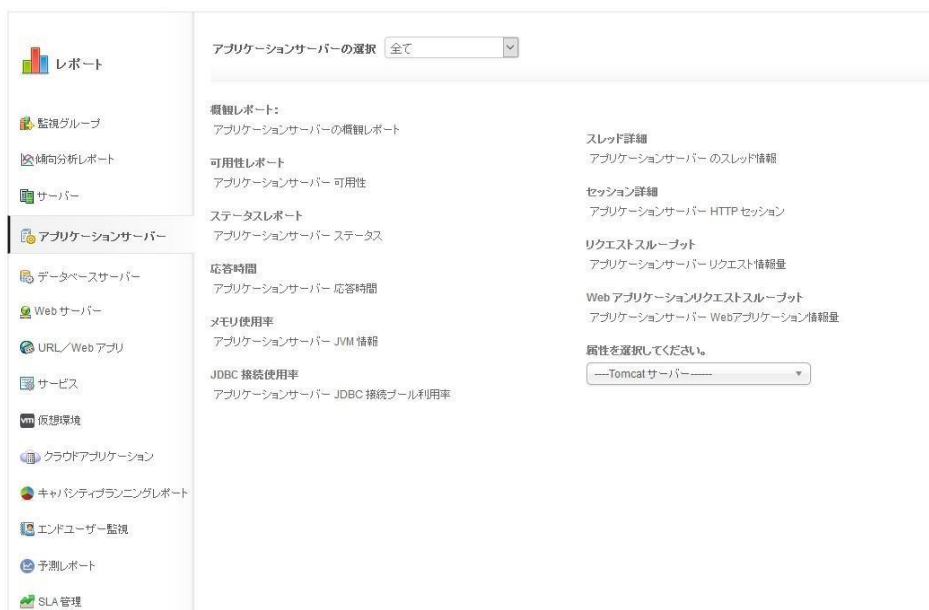 レポート
監視グループ
傾向分析レポート
サーバー
アプリケーションサーバー
データベースサーバー
Web サーバー
URL／Web アプリ
サービス
vm 仮想環境
クラウドアプリケーション
キャパシティプランニングレポート
エンドユーザー監視
予測レポート
SLA 管理
アプリケーションサーバーの選択 全て
概観レポート:
アプリケーションサーバーの概観レポート
可用性レポート
アプリケーションサーバー 可用性
ステータスレポート
アプリケーションサーバー ステータス
応答時間
アプリケーションサーバー 応答時間
メモリ使用率
アプリケーションサーバー JVM 情報
JDBC 接続使用率
アプリケーションサーバー JDBC 接続プール利用率
スレッド詳細
アプリケーションサーバー のスレッド情報
セッション詳細
アプリケーションサーバー HTTP セッション
リクエストスループット
アプリケーションサーバー リクエスト情報量
Web アプリケーションリクエストスループット
アプリケーションサーバー Webアプリケーション情報量
属性を選択してください。
----Tomcat サーバー------